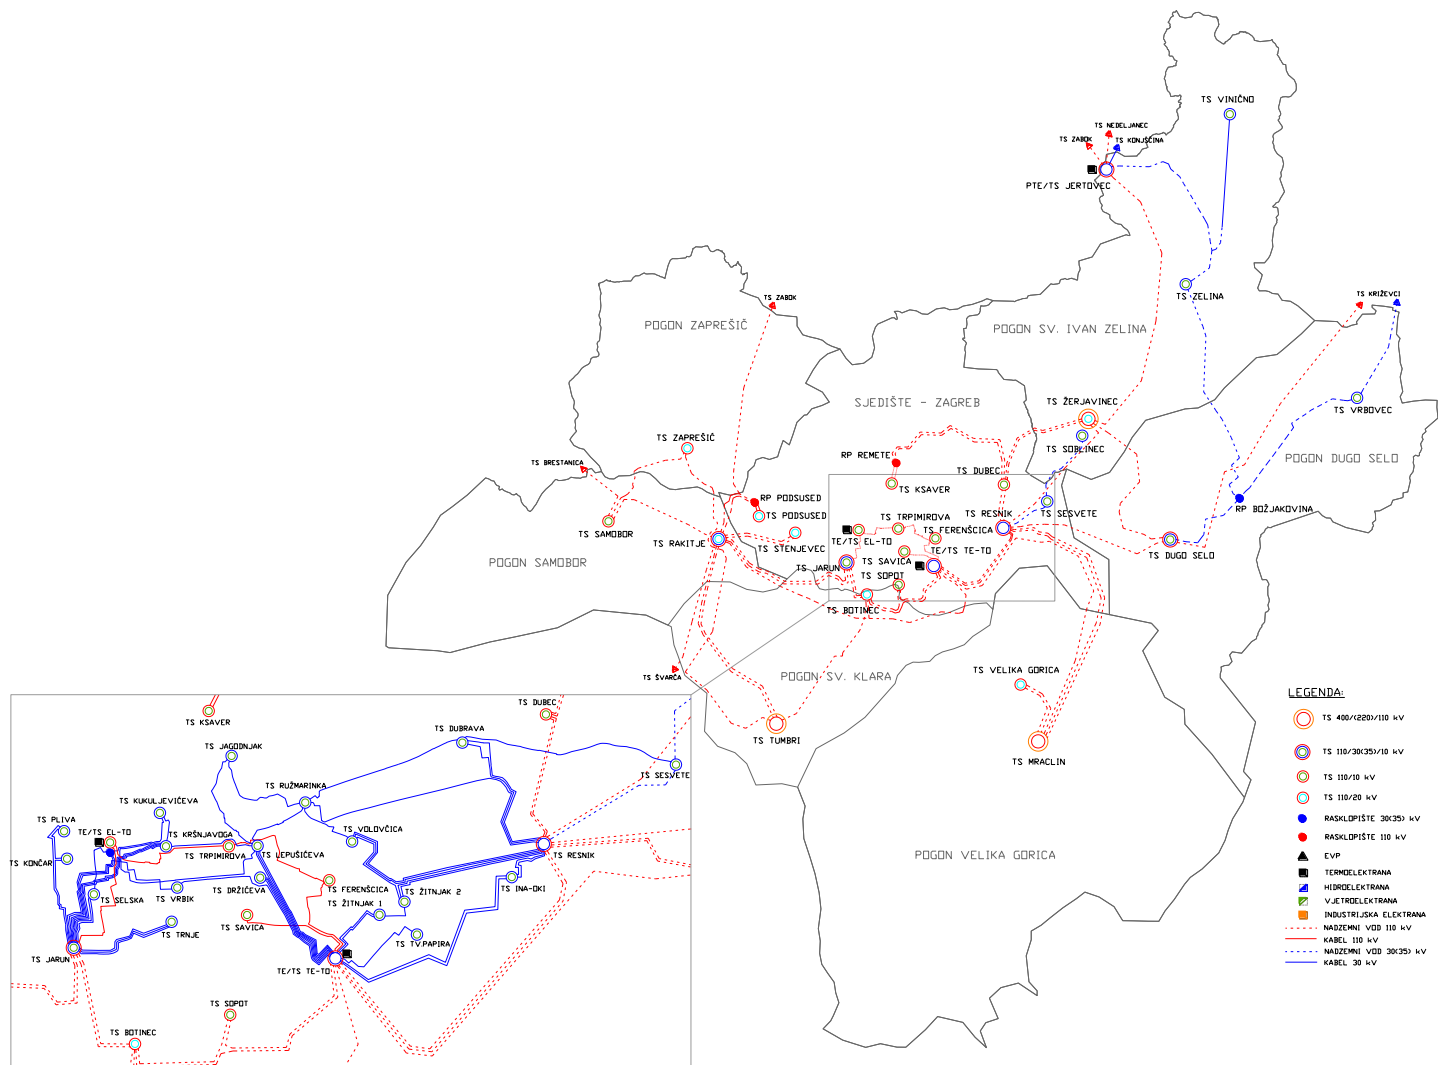 TS VINIČNO
TS NEDELJANEC
TS ZABOK
TS KONJŠČINA
PTE/TS JERTOVEC
TS ZELINA
TS KRIŽEVCI
TS ZABOK
POGON ZAPREŠIĆ
POGON SV. IVAN ZELINA
SJEDIŠTE - ZAGREB
TS ŽERJAVINEC
TS VRBOVEC
TS ZAPREŠIĆ
TS SOBLINEC
RP REMETE
POGON DUGO SELO
TS BRESTANICA
TS DUBEC
TS KSAVER
RP PODSUSED
RP BOŽJAKOVINA
TS PODSUSED
TS TRPIMIROVA
TS RESNIK
TS SESVETE
TS SAMOBOR
TS FERENŠČICA
TS RAKITJE
TS STENJEVEC
TE/TS EL-TO
TE/TS TE-TO
TS DUGO SELO
POGON SAMOBOR
TS JARUN
TS SAVICA
TS SOPOT
TS BOTINEC
TS ŠVARČA
POGON SV. KLARA
TS VELIKA GORICA
TS TUMBRI
TS MRACLIN
POGON VELIKA GORICA
TS KSAVER
TS DUBEC
TS JAGODNJAK
TS DUBRAVA
TS SESVETE
TS RUŽMARINKA
TS KUKULJEVIĆEVA
TS PLIVA
TE/TS EL-TO
TS KRŠNJAVOGA
TS VOLOVČICA
TS KONČAR
TS TRPIMIROVA
TS LEPUŠIĆEVA
TS RESNIK
TS SELSKA
TS VRBIK
TS DRŽIĆEVA
TS FERENŠČICA
TS ŽITNJAK 2
TS INA-OKI
TS ŽITNJAK 1
TS TRNJE
TS SAVICA
TS TV.PAPIRA
TS JARUN
TE/TS TE-TO
TS SOPOT
TS BOTINEC
LEGENDA:
TS 400/(220)/110 kV
TS 110/30(35)/10 kV
TS 110/10 kV
TS 110/20 kV
RASKLOPIŠTE 30(35) kV
RASKLOPIŠTE 110 kV
EVP
TERMOELEKTRANA
HIDROELEKTRANA
VJETROELEKTRANA
INDUSTRIJSKA ELEKTRANA
NADZEMNI VOD 110 kV
KABEL 110 kV
NADZEMNI VOD 30(35) kV
KABEL 30 kV